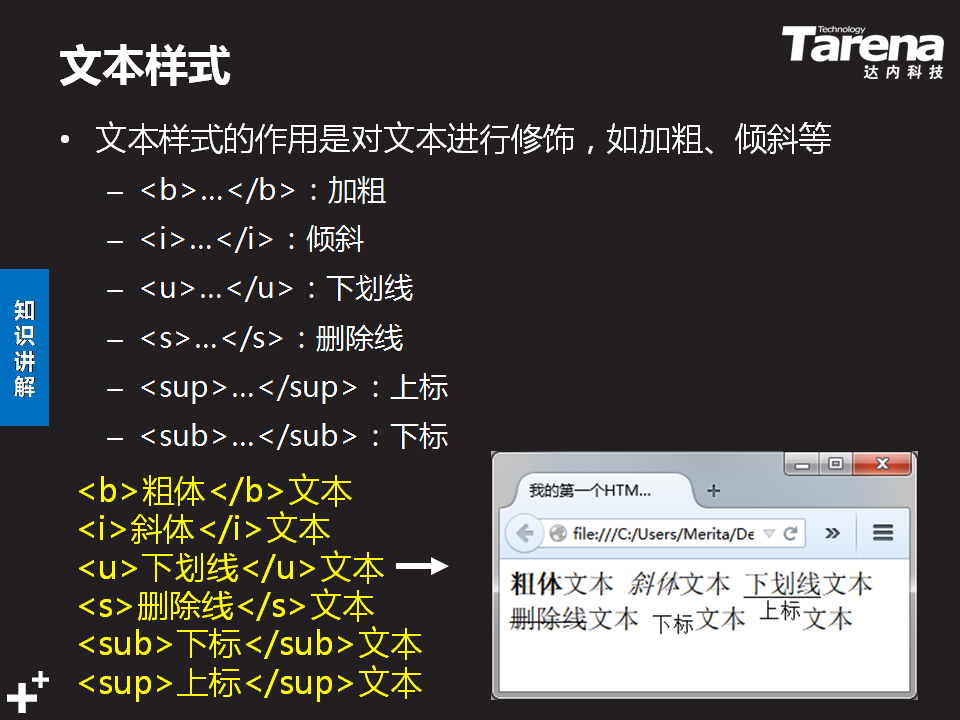 文本样式
Technology
Tarena
达内科技
• 文本样式的作用是对文本进行修饰，如加粗、倾斜等
– <b>…</b>：加粗
– <i>…</i>：倾斜
– <u>…</u>：下划线
– <s>…</s>：删除线
– <sup>…</sup>：上标
– <sub>…</sub>：下标
知识讲解
<b>粗体</b>文本
<i>斜体</i>文本
<u>下划线</u>文本
<s>删除线</s>文本
<sub>下标</sub>文本
<sup>上标</sup>文本
我的第一个HTM...
file:///C:/Users/Merita/De
粗体文本 斜体文本 下划线文本
删除线文本 下标文本 上标文本